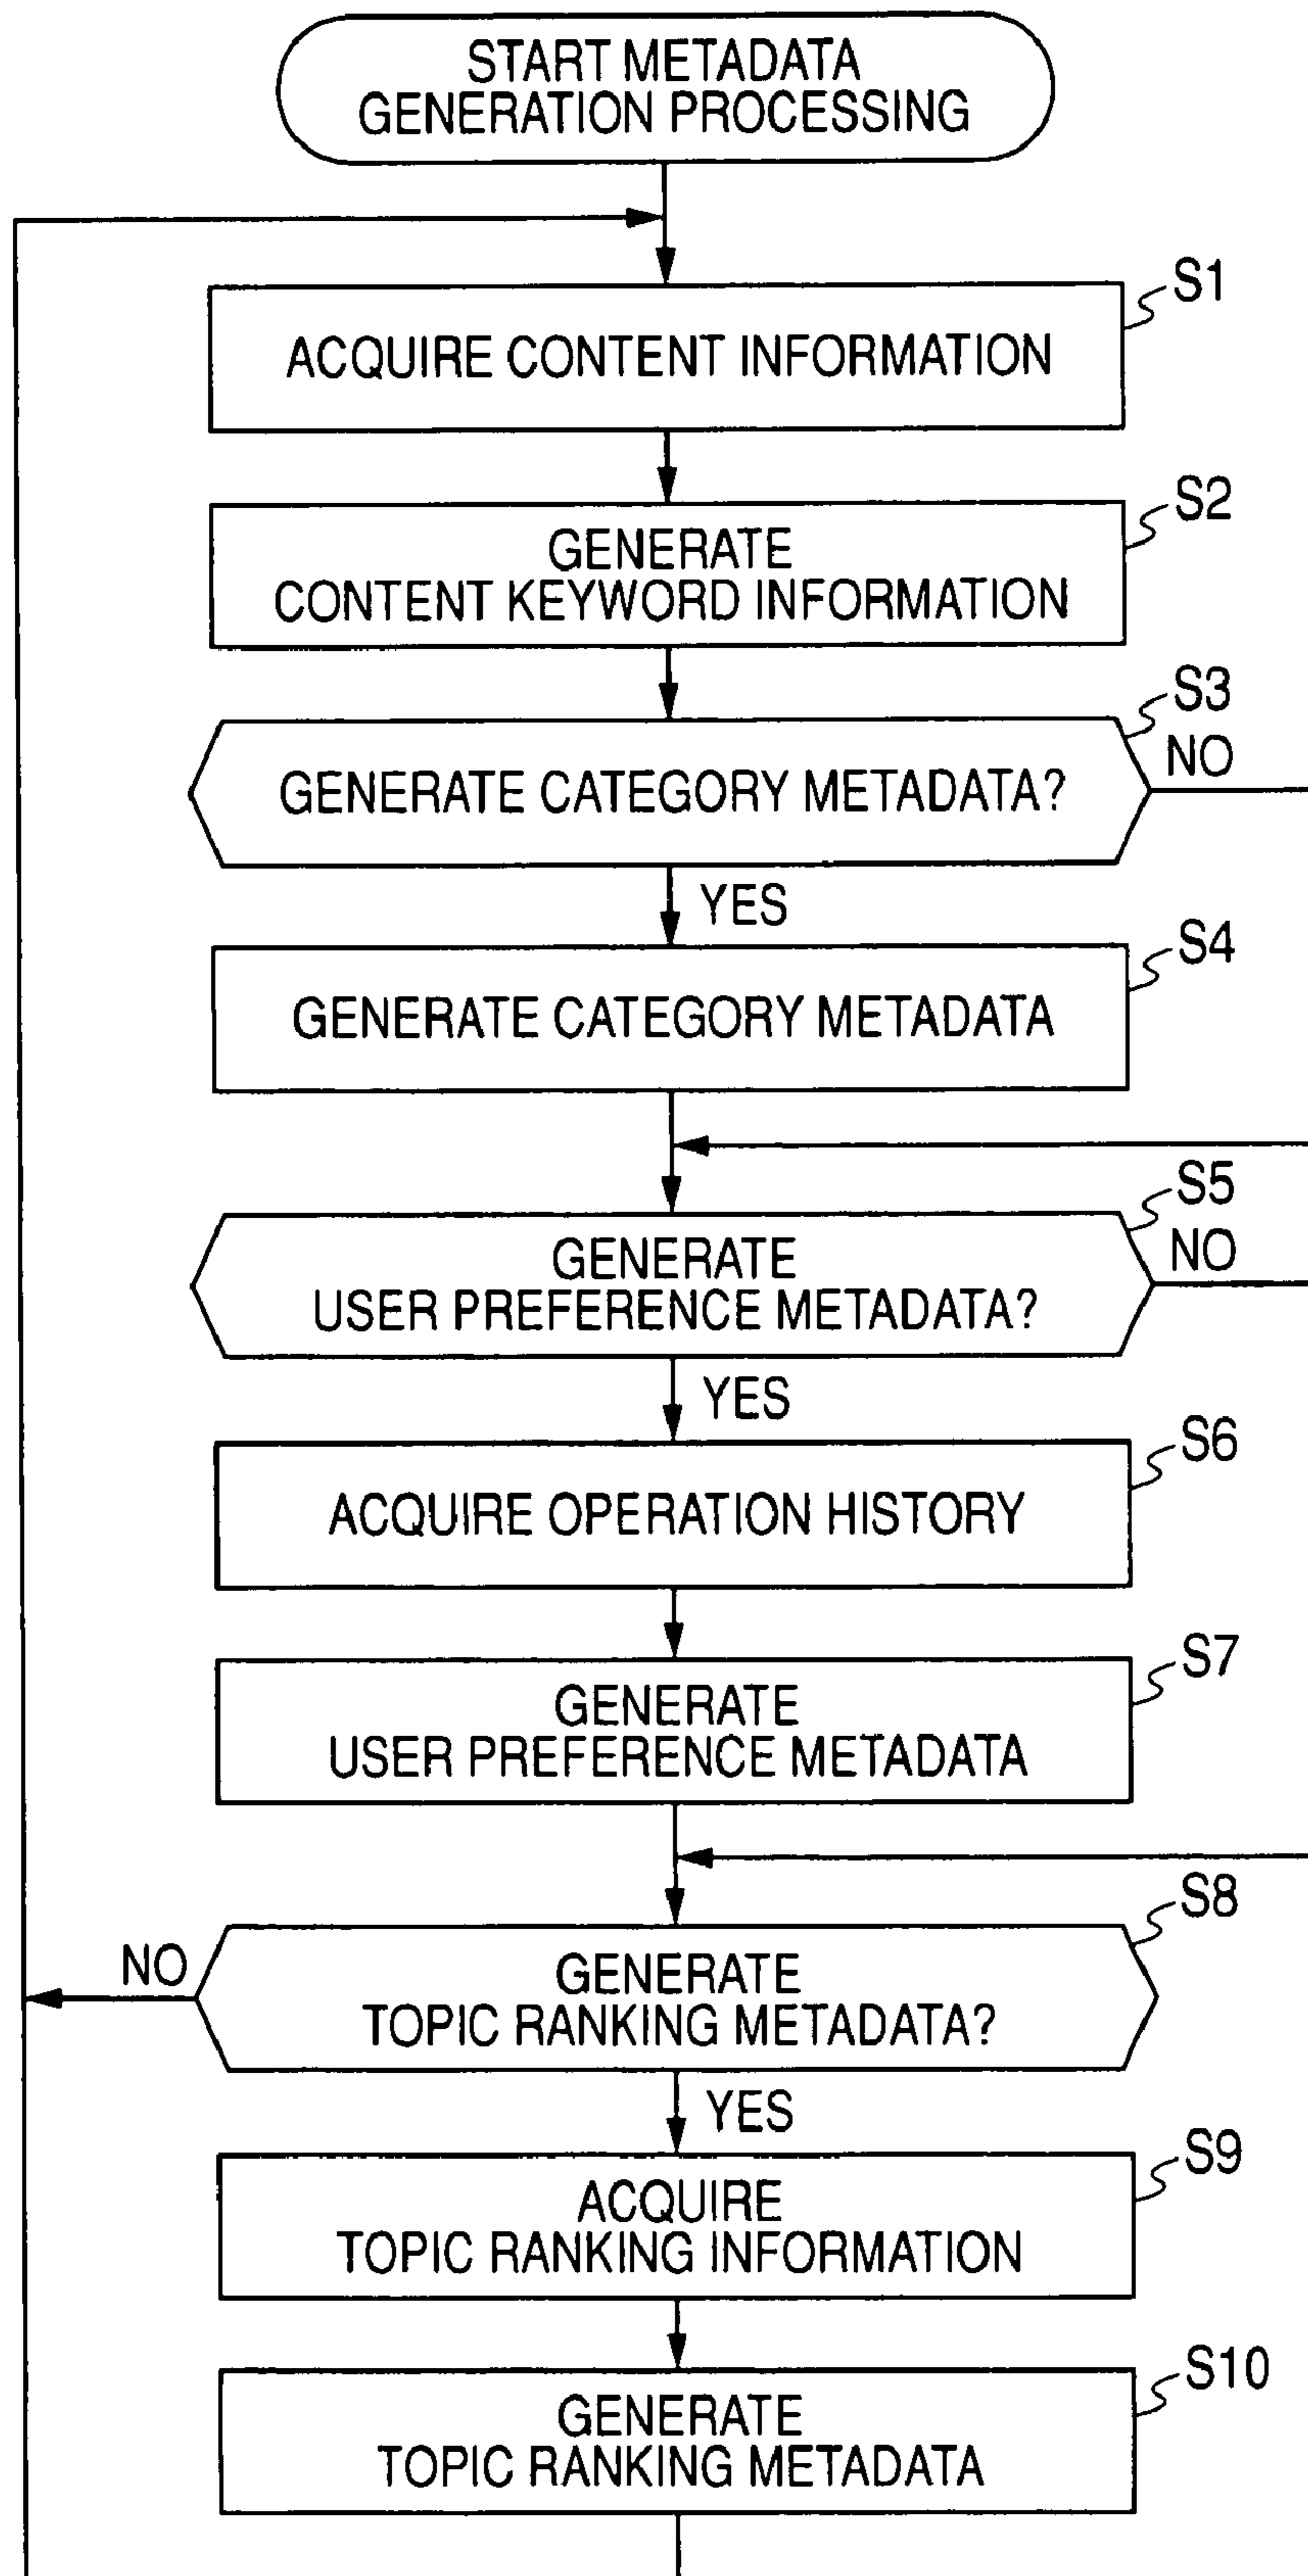 START METADATA
GENERATION PROCESSING
S1
ACQUIRE CONTENT INFORMATION
S2
GENERATE
CONTENT KEYWORD INFORMATION
S3
GENERATE CATEGORY METADATA?
NO
YES
S4
GENERATE CATEGORY METADATA
S5
GENERATE
USER PREFERENCE METADATA?
NO
YES
S6
ACQUIRE OPERATION HISTORY
S7
GENERATE
USER PREFERENCE METADATA
S8
NO
GENERATE
TOPIC RANKING METADATA?
YES
S9
ACQUIRE
TOPIC RANKING INFORMATION
S10
GENERATE
TOPIC RANKING METADATA